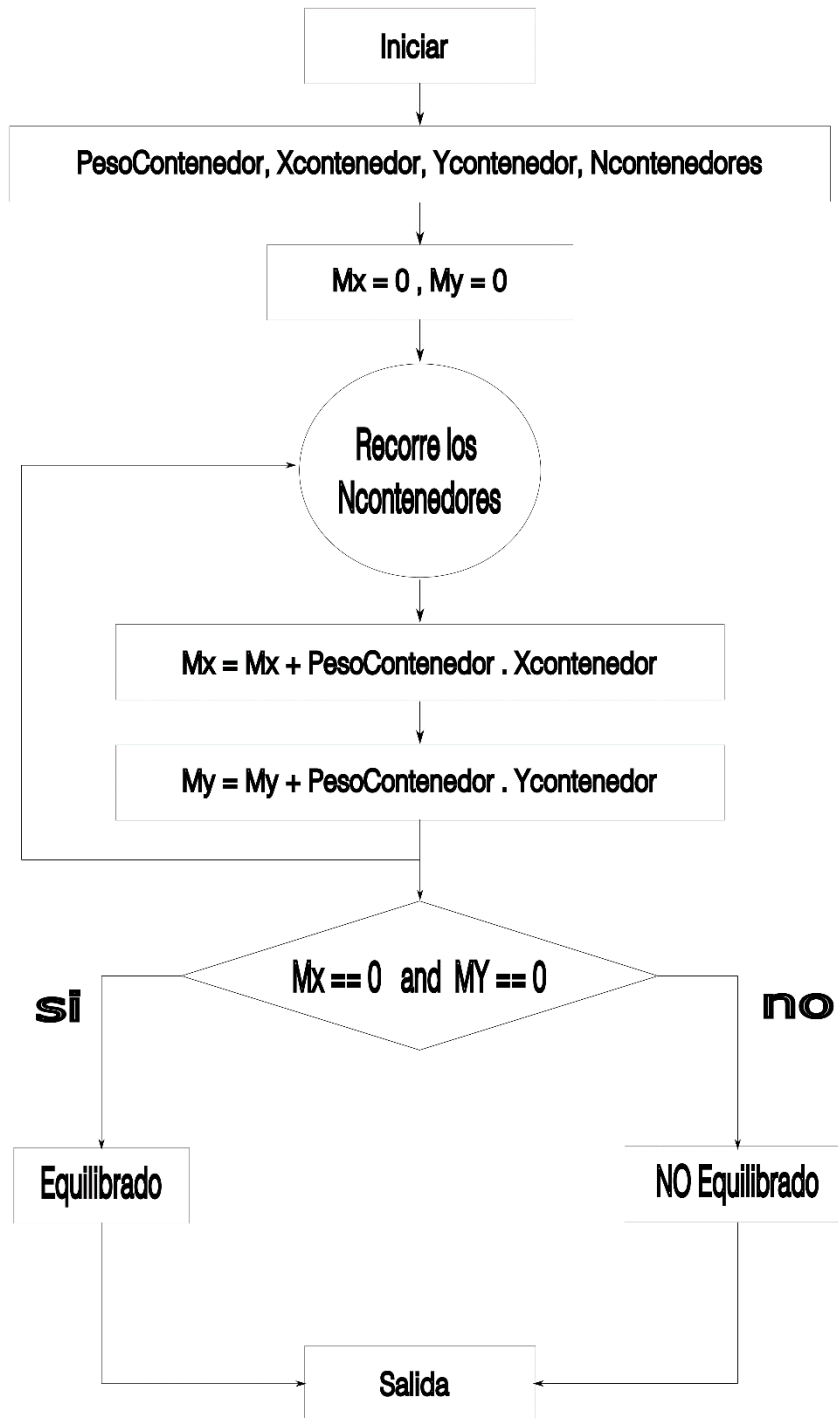 Iniciar
PesoContenedor, Xcontenedor, Ycontenedor, Ncontenedores
Mx = 0 , My = 0
Recorre los
Ncontenedores
Mx = Mx + PesoContenedor . Xcontenedor
My = My + PesoContenedor . Ycontenedor
Mx == 0 and MY == 0
si
no
Equilibrado
NO Equilibrado
Salida